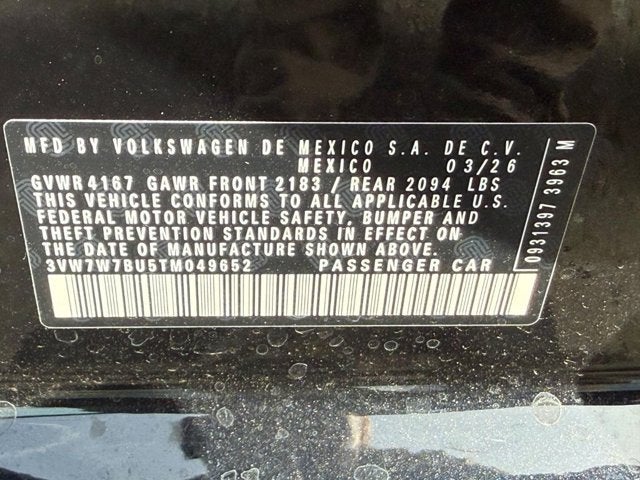 MFD BY VOLKSWAGEN DE MEXICO S.A. DE C.V.
MEXICO 03/26
GVWR 4167 GAWR FRONT 2183 / REAR 2094 LBS
THIS VEHICLE CONFORMS TO ALL APPLICABLE U.S.
FEDERAL MOTOR VEHICLE SAFETY, BUMPER AND
THEFT PREVENTION STANDARDS IN EFFECT ON
THE DATE OF MANUFACTURE SHOWN ABOVE.
3VW7W7BU5TM049652 PASSENGER CAR
0931397 3963 M